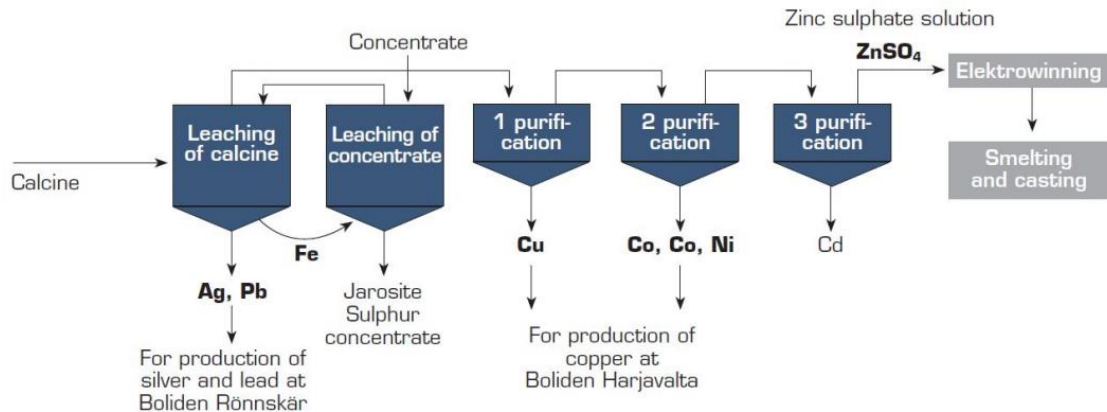 Zinc sulphate solution
ZnSO₄
Concentrate
Elektrowinning
Leaching
of calcine
Leaching of
concentrate
1 purifi-
cation
2 purifi-
cation
3 purifi-
cation
Smelting
and casting
Calcine
Fe
Cu
Co, Co, Ni
Cd
Ag, Pb
Jarosite
Sulphur
concentrate
For production of
silver and lead at
Boliden Rönnskär
For production of
copper at
Boliden Harjavalta